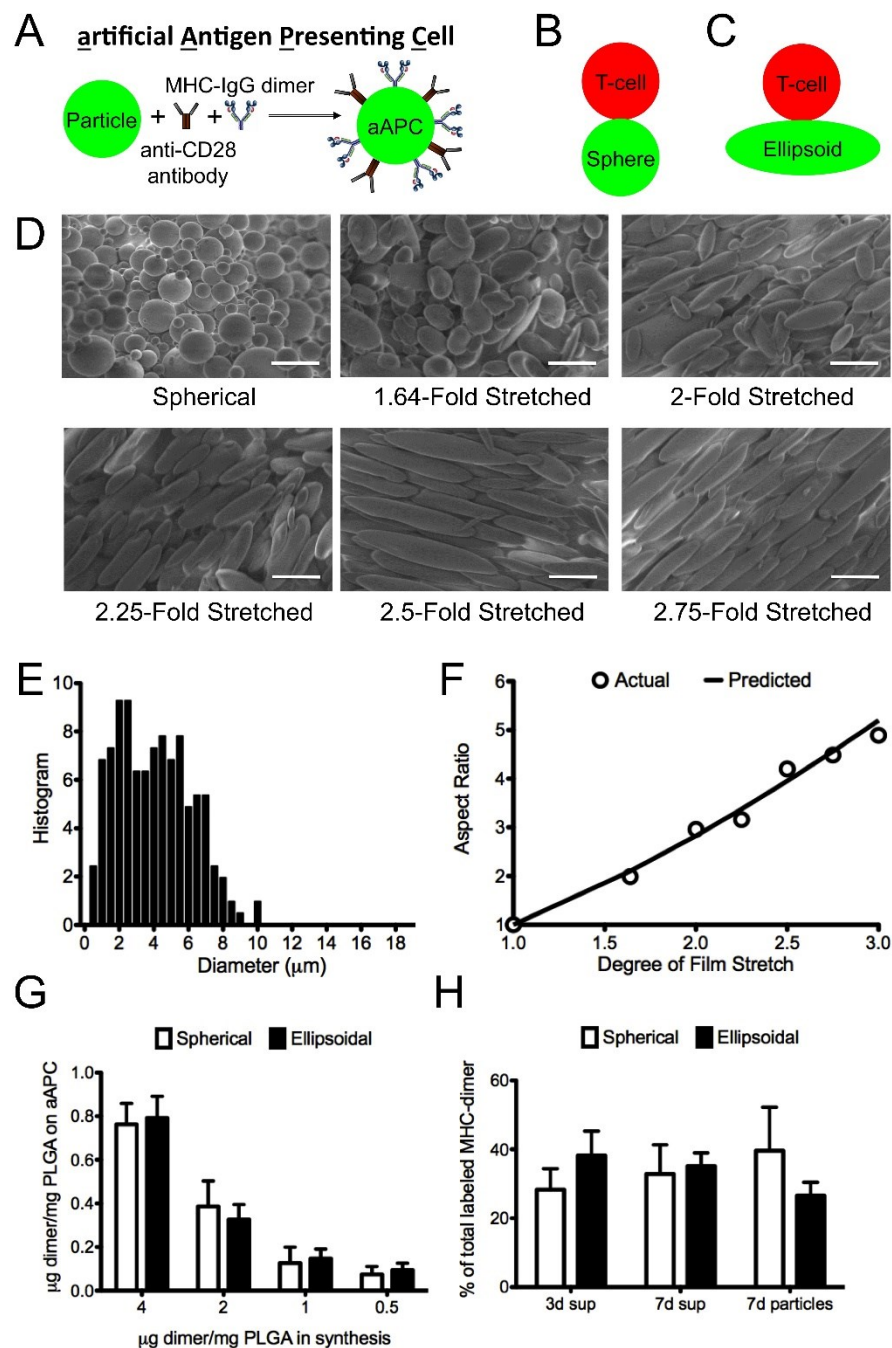 A
artificial Antigen Presenting Cell
MHC-IgG dimer
Particle
+
+
aAPC
anti-CD28
antibody
B
T-cell
Sphere
C
T-cell
Ellipsoid
D
Spherical
1.64-Fold Stretched
2-Fold Stretched
2.25-Fold Stretched
2.5-Fold Stretched
2.75-Fold Stretched
E
Histogram
10
8
6
4
2
0
0 2 4 6 8 10 12 14 16 18
Diameter (μm)
F
Actual Predicted
Aspect Ratio
6
5
4
3
2
1
1.0 1.5 2.0 2.5 3.0
Degree of Film Stretch
G
Spherical Ellipsoidal
μg dimer/mg PLGA on aAPC
1.0
0.8
0.6
0.4
0.2
0.0
4 2 1 0.5
μg dimer/mg PLGA in synthesis
H
Spherical Ellipsoidal
% of total labeled MHC-dimer
60
40
20
0
3d sup 7d sup 7d particles